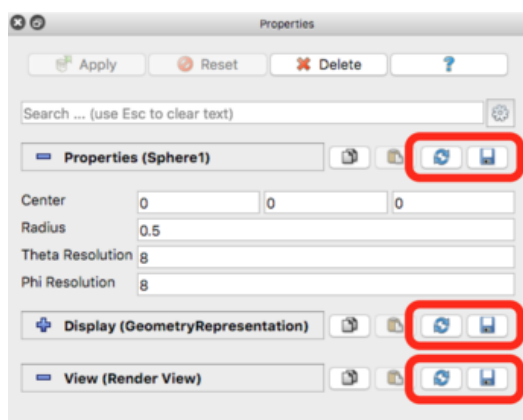 Properties
Apply Reset Delete ?
Search ... (use Esc to clear text)
Properties (Sphere1)
Center 0 0 0
Radius 0.5
Theta Resolution 8
Phi Resolution 8
Display (GeometryRepresentation)
View (Render View)